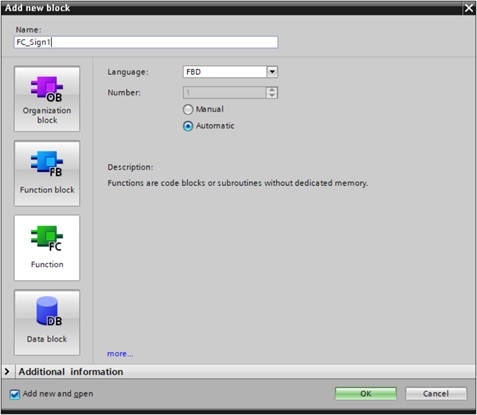 Add new block
Name:
FC_Sign1
OB
Organization
block
FB
Function block
FC
Function
DB
Data block
Language:
FBD
Number:
1
Manual
Automatic
Description:
Functions are code blocks or subroutines without dedicated memory.
more...
> Additional information
Add new and open
OK
Cancel